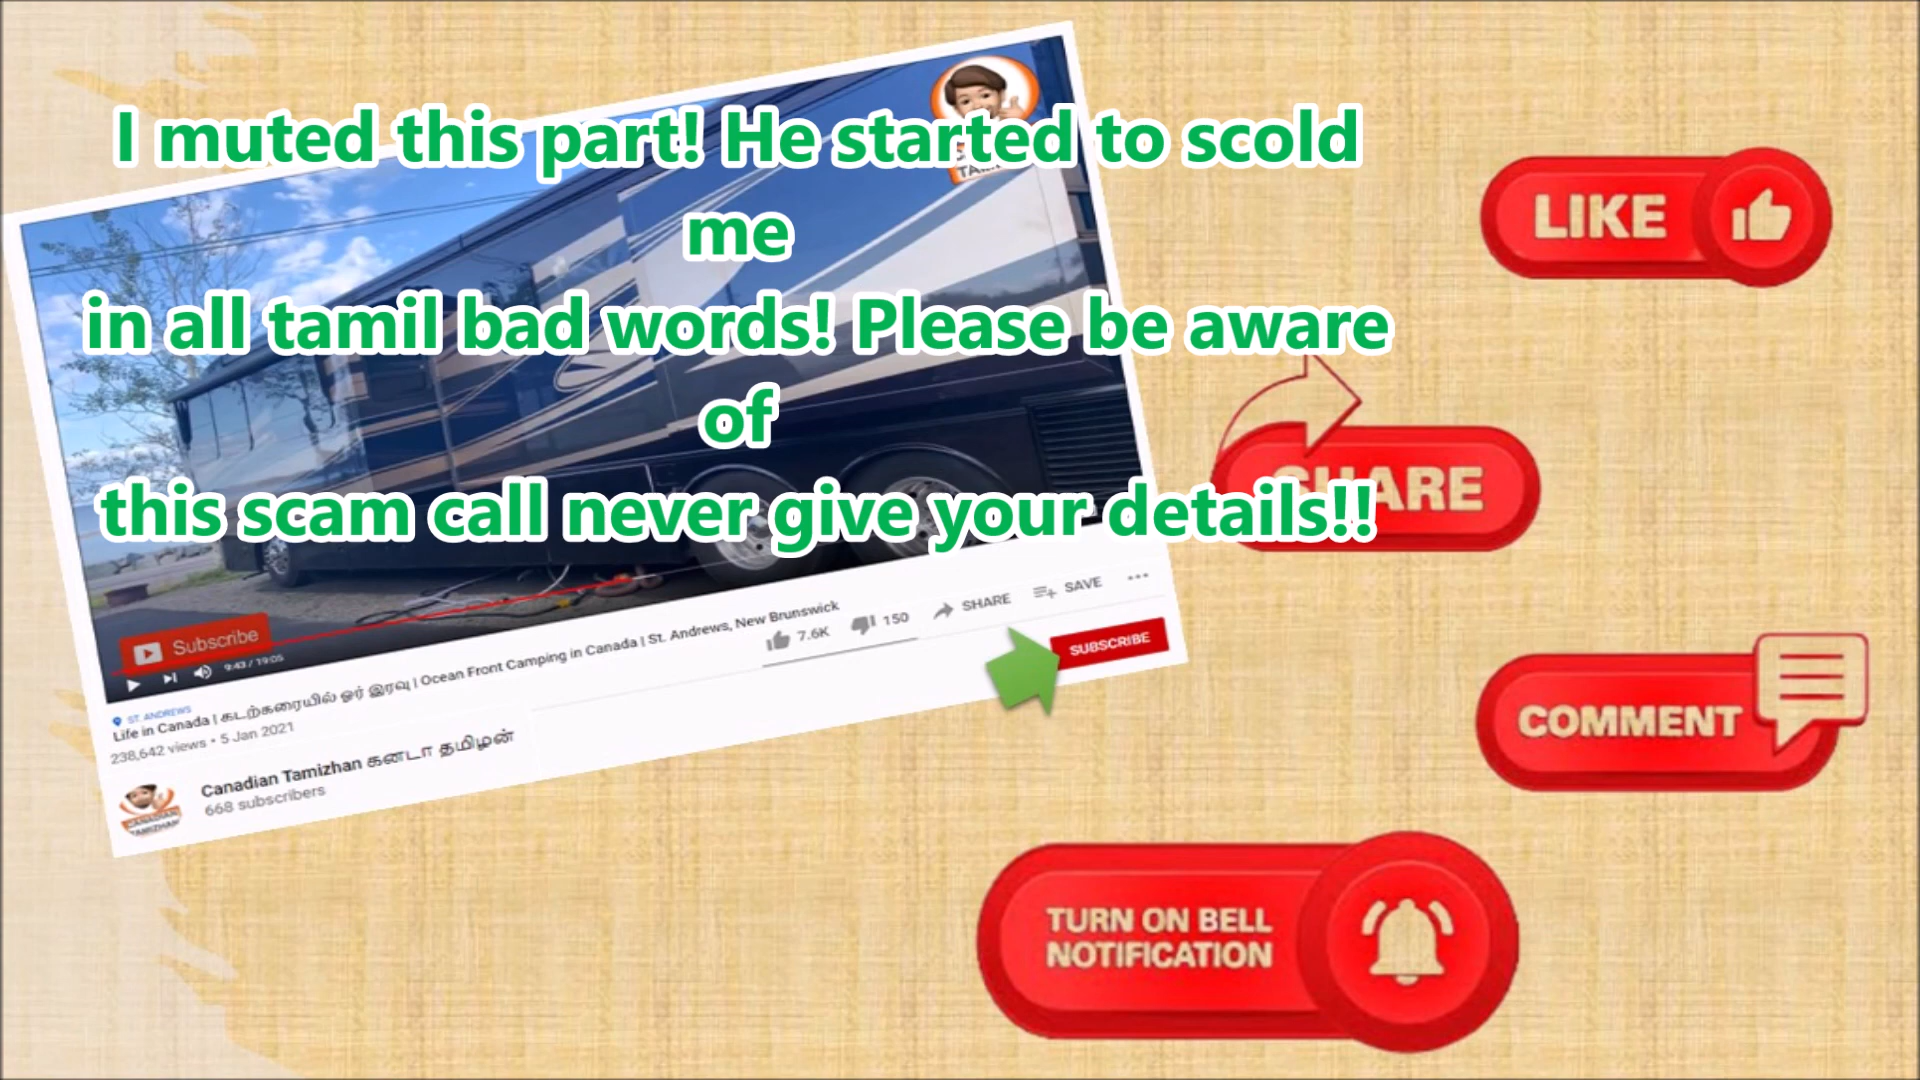 I muted this part! He started to scold
me
in all tamil bad words! Please be aware
of
this scam call never give your details!!
LIKE
SHARE
COMMENT
TURN ON BELL
NOTIFICATION
Subscribe
9:43 / 19:05
ST. ANDREWS
Life in Canada | கடற்கரையில் ஓர் இரவு | Ocean Front Camping in Canada | St. Andrews, New Brunswick
238,642 views • 5 Jan 2021
7.6K
150
SHARE
SAVE
SUBSCRIBE
Canadian Tamizhan கனடா தமிழன்
668 subscribers
CANADIAN
TAMIZHAN